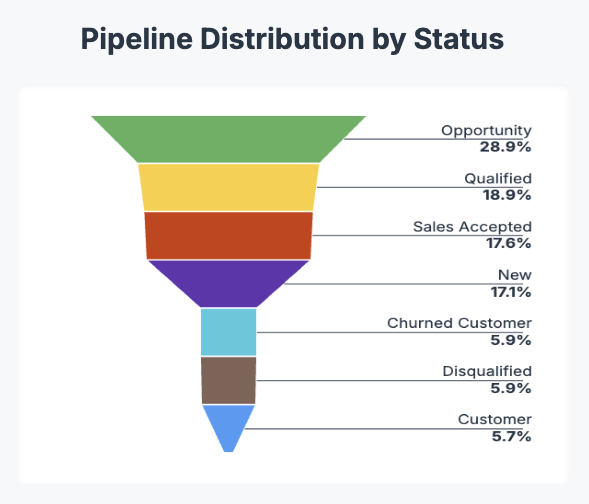 Pipeline Distribution by Status
Opportunity
28.9%
Qualified
18.9%
Sales Accepted
17.6%
New
17.1%
Churned Customer
5.9%
Disqualified
5.9%
Customer
5.7%